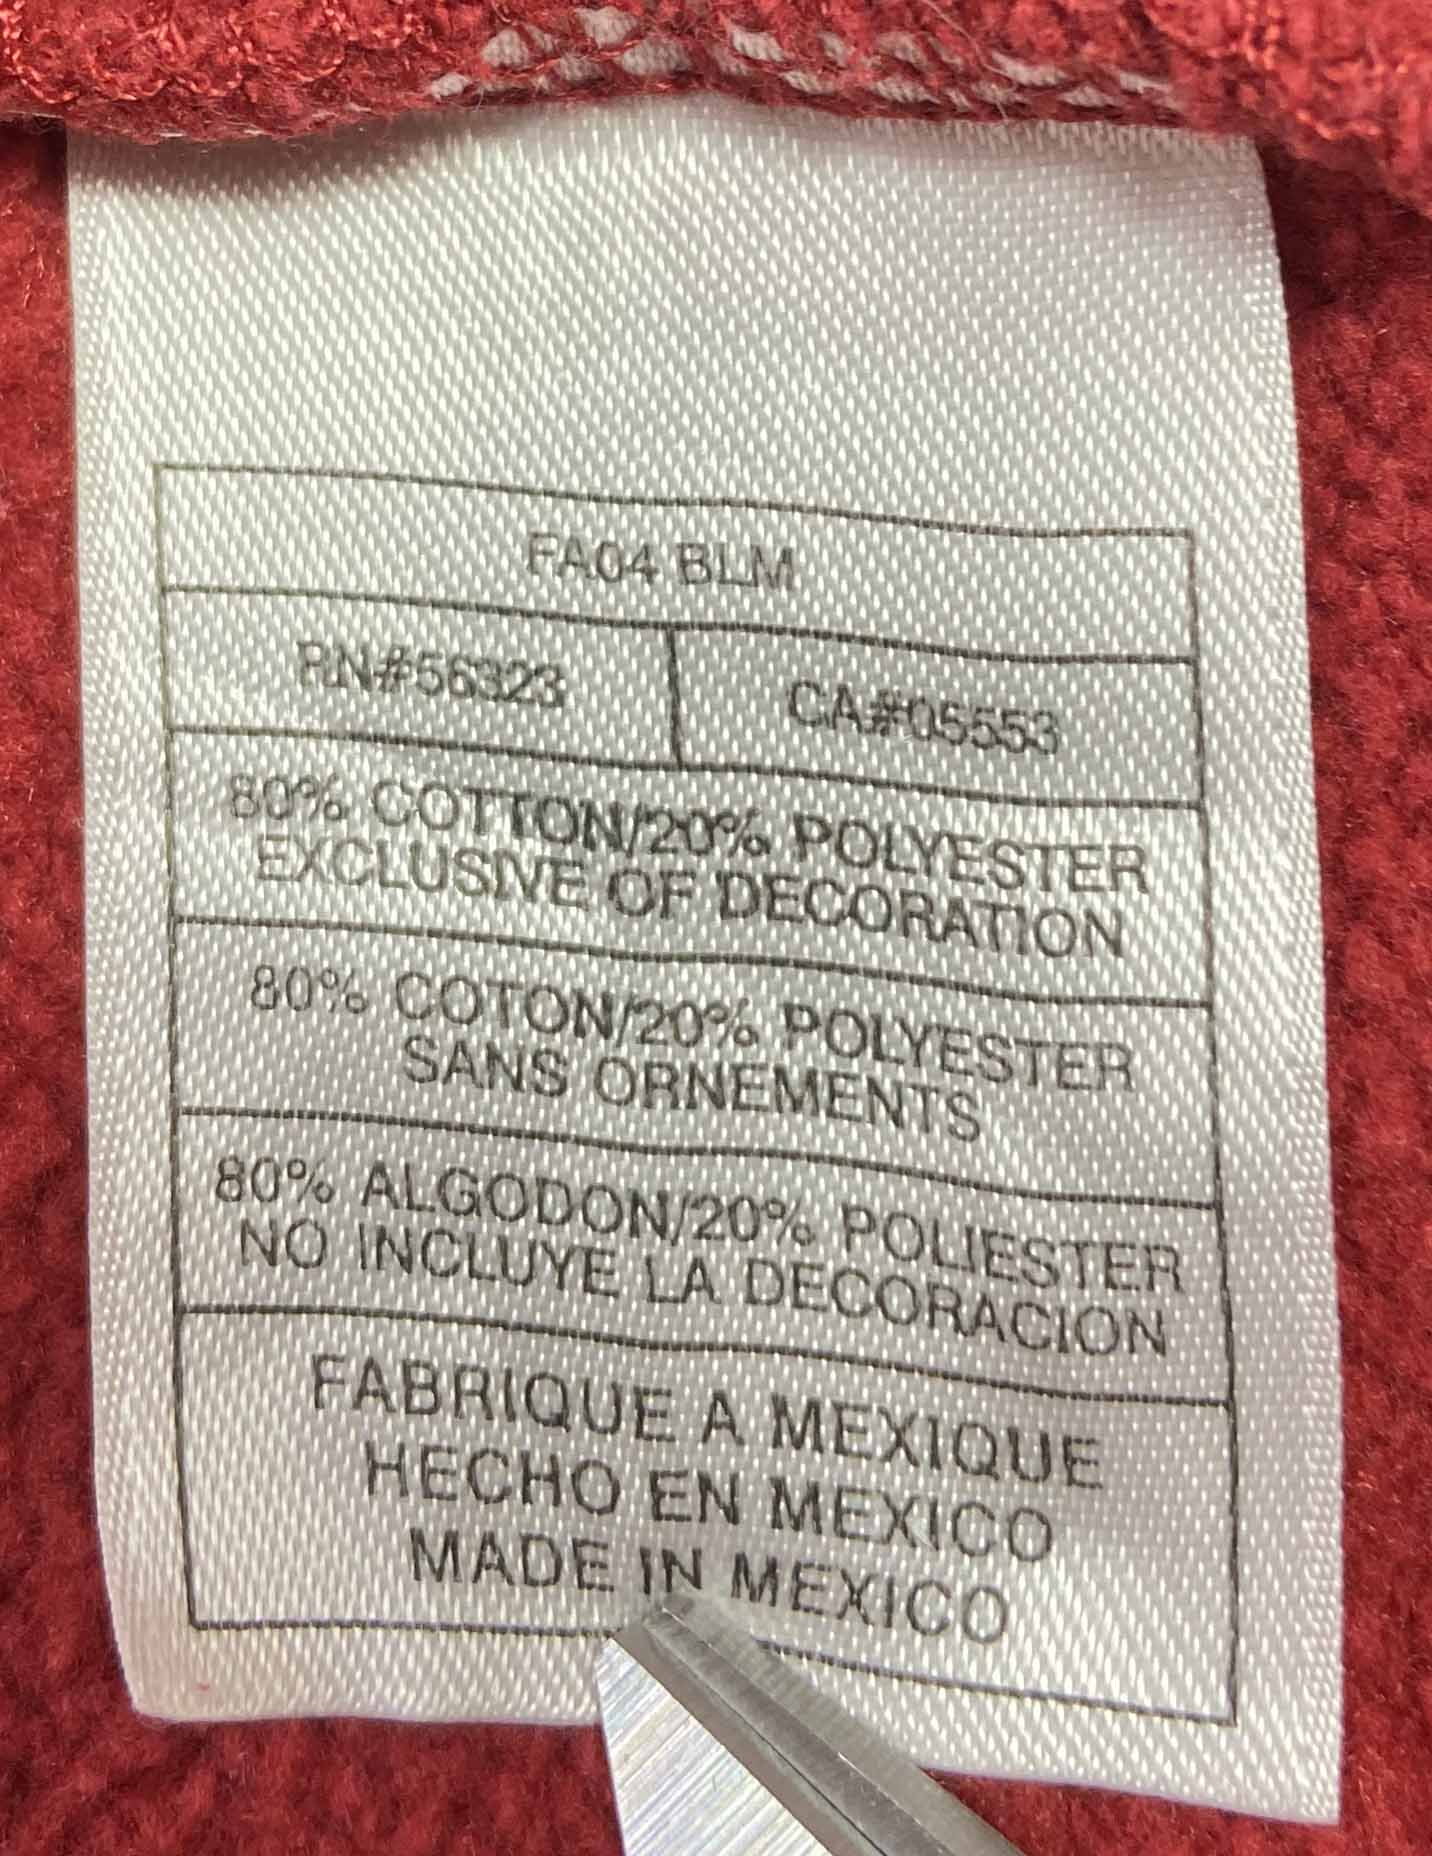 FA04 BLM
RN#56323
CA#05553
80% COTTON/20% POLYESTER
EXCLUSIVE OF DECORATION
80% COTON/20% POLYESTER
SANS ORNEMENTS
80% ALGODON/20% POLIESTER
NO INCLUYE LA DECORACION
FABRIQUE A MEXIQUE
HECHO EN MEXICO
MADE IN MEXICO